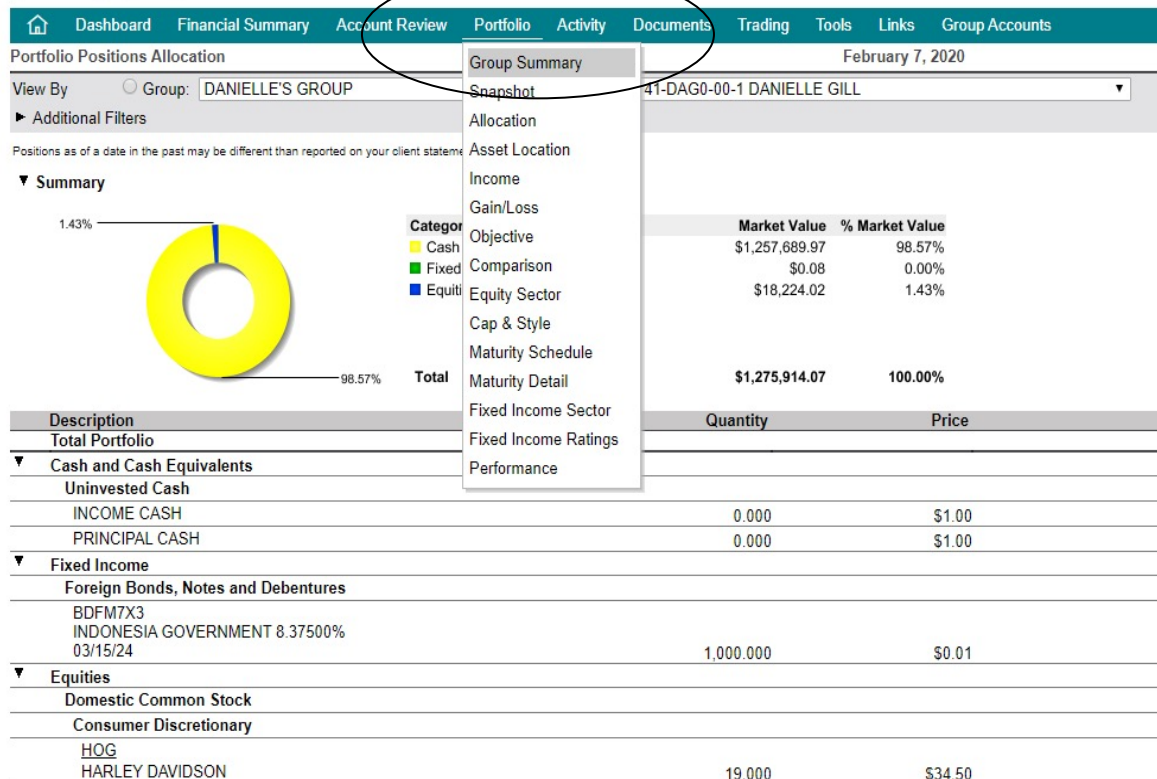 Dashboard Financial Summary Account Review Portfolio Activity Documents Trading Tools Links Group Accounts
Portfolio Positions Allocation February 7, 2020
View By Group: DANIELLE'S GROUP 41-DAG0-00-1 DANIELLE GILL
Additional Filters
Positions as of a date in the past may be different than reported on your client stateme
Group Summary
Snapshot
Allocation
Asset Location
Income
Gain/Loss
Objective
Comparison
Equity Sector
Cap & Style
Maturity Schedule
Maturity Detail
Fixed Income Sector
Fixed Income Ratings
Performance
Summary
1.43%
98.57%
Categor Market Value % Market Value
Cash $1,257,689.97 98.57%
Fixed $0.08 0.00%
Equiti $18,224.02 1.43%
Total $1,275,914.07 100.00%
Description Quantity Price
Total Portfolio
Cash and Cash Equivalents
Uninvested Cash
INCOME CASH 0.000 $1.00
PRINCIPAL CASH 0.000 $1.00
Fixed Income
Foreign Bonds, Notes and Debentures
BDFM7X3
INDONESIA GOVERNMENT 8.37500%
03/15/24 1,000.000 $0.01
Equities
Domestic Common Stock
Consumer Discretionary
HOG
HARLEY DAVIDSON 19.000 $34.50